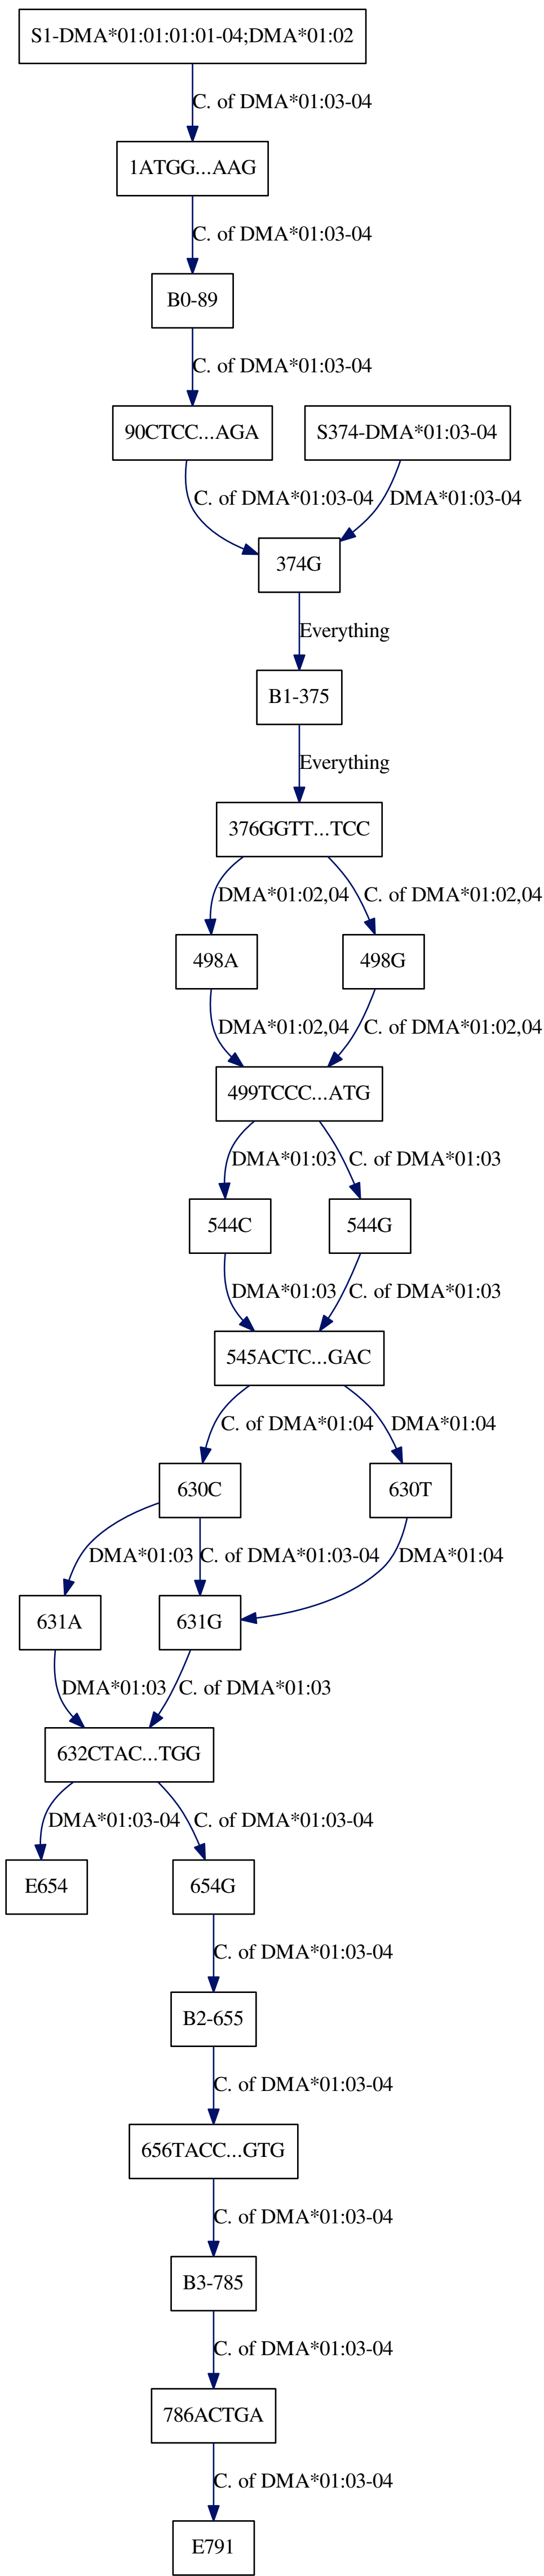 S1-DMA*01:01:01:01-04;DMA*01:02
C. of DMA*01:03-04
1ATGG...AAG
C. of DMA*01:03-04
B0-89
C. of DMA*01:03-04
90CTCC...AGA
S374-DMA*01:03-04
C. of DMA*01:03-04
DMA*01:03-04
374G
Everything
B1-375
Everything
376GGTT...TCC
DMA*01:02,04
C. of DMA*01:02,04
498A
498G
DMA*01:02,04
C. of DMA*01:02,04
499TCCC...ATG
DMA*01:03
C. of DMA*01:03
544C
544G
DMA*01:03
C. of DMA*01:03
545ACTC...GAC
C. of DMA*01:04
DMA*01:04
630C
630T
DMA*01:03
C. of DMA*01:03-04
DMA*01:04
631A
631G
DMA*01:03
C. of DMA*01:03
632CTAC...TGG
DMA*01:03-04
C. of DMA*01:03-04
E654
654G
C. of DMA*01:03-04
B2-655
C. of DMA*01:03-04
656TACC...GTG
C. of DMA*01:03-04
B3-785
C. of DMA*01:03-04
786ACTGA
C. of DMA*01:03-04
E791